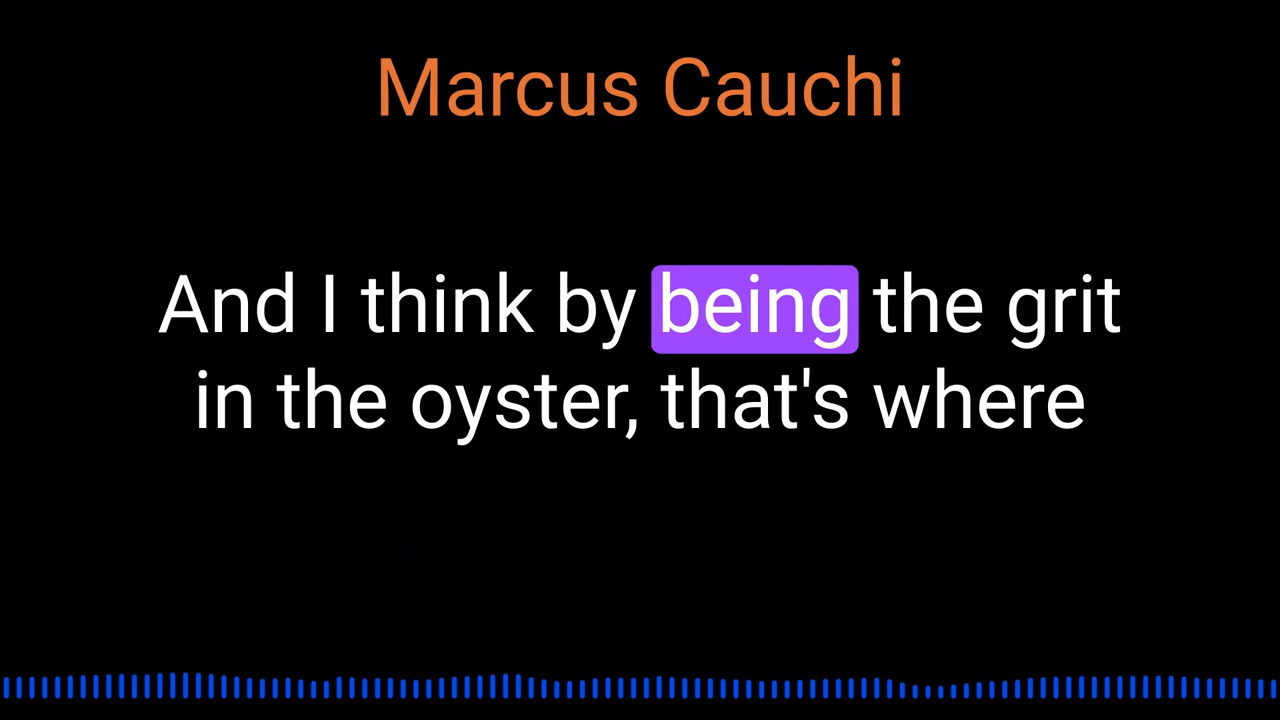 Marcus Cauchi
And I think by being the grit
in the oyster, that's where